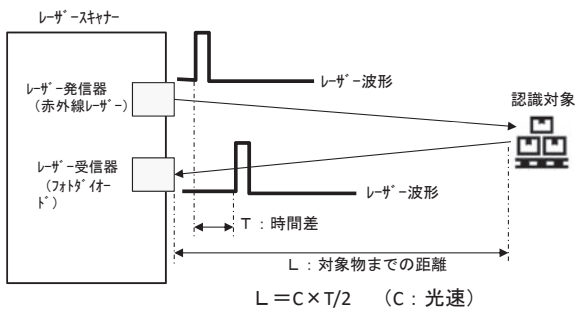 ﾚｰｻﾞｰｽｷｬﾅｰ
ﾚｰｻﾞｰ発信器
（赤外線ﾚｰｻﾞｰ）
ﾚｰｻﾞｰ波形
認識対象
ﾚｰｻﾞｰ受信器
（ﾌｫﾄﾀﾞｲｵｰ
ﾄﾞ）
ﾚｰｻﾞｰ波形
Ｔ：時間差
Ｌ：対象物までの距離
Ｌ＝C×T/2　（C：光速）